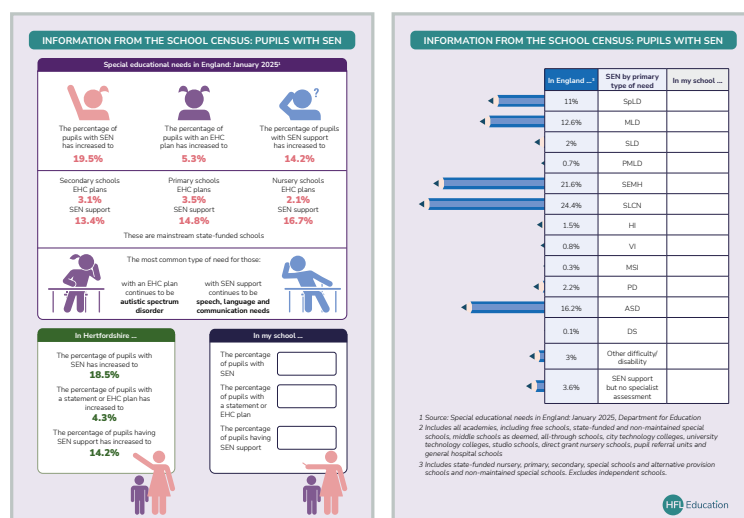 INFORMATION FROM THE SCHOOL CENSUS: PUPILS WITH SEN
Special educational needs in England: January 2025¹
The percentage of
pupils with SEN
has increased to
19.5%
The percentage of
pupils with an EHC
plan has increased to
5.3%
?
The percentage of pupils
with SEN support
has increased to
14.2%
Secondary schools
EHC plans
3.1%
SEN support
13.4%
Primary schools
EHC plans
3.5%
SEN support
14.8%
Nursery schools
EHC plans
2.1%
SEN support
16.7%
These are mainstream state-funded schools
The most common type of need for those:
with an EHC plan
continues to be
autistic spectrum
disorder
with SEN support
continues to be
speech, language and
communication needs
In Hertfordshire ...
The percentage of pupils with
SEN has increased to
18.5%
The percentage of pupils with
a statement or EHC plan has
increased to
4.3%
The percentage of pupils having
SEN support has increased to
14.2%
In my school ...
The percentage
of pupils with
SEN
The percentage
of pupils with
a statement or
EHC plan
The percentage
of pupils having
SEN support
INFORMATION FROM THE SCHOOL CENSUS: PUPILS WITH SEN
In England ...² SEN by primary type of need In my school ...
11% SpLD
12.6% MLD
2% SLD
0.7% PMLD
21.6% SEMH
24.4% SLCN
1.5% HI
0.8% VI
0.3% MSI
2.2% PD
16.2% ASD
0.1% DS
3% Other difficulty/ disability
3.6% SEN support but no specialist assessment
1 Source: Special educational needs in England: January 2025, Department for Education
2 Includes all academies, including free schools, state-funded and non-maintained special
schools, middle schools as deemed, all-through schools, city technology colleges, university
technology colleges, studio schools, direct grant nursery schools, pupil referral units and
general hospital schools
3 Includes state-funded nursery, primary, secondary, special schools and alternative provision
schools and non-maintained special schools. Excludes independent schools.
HFL Education